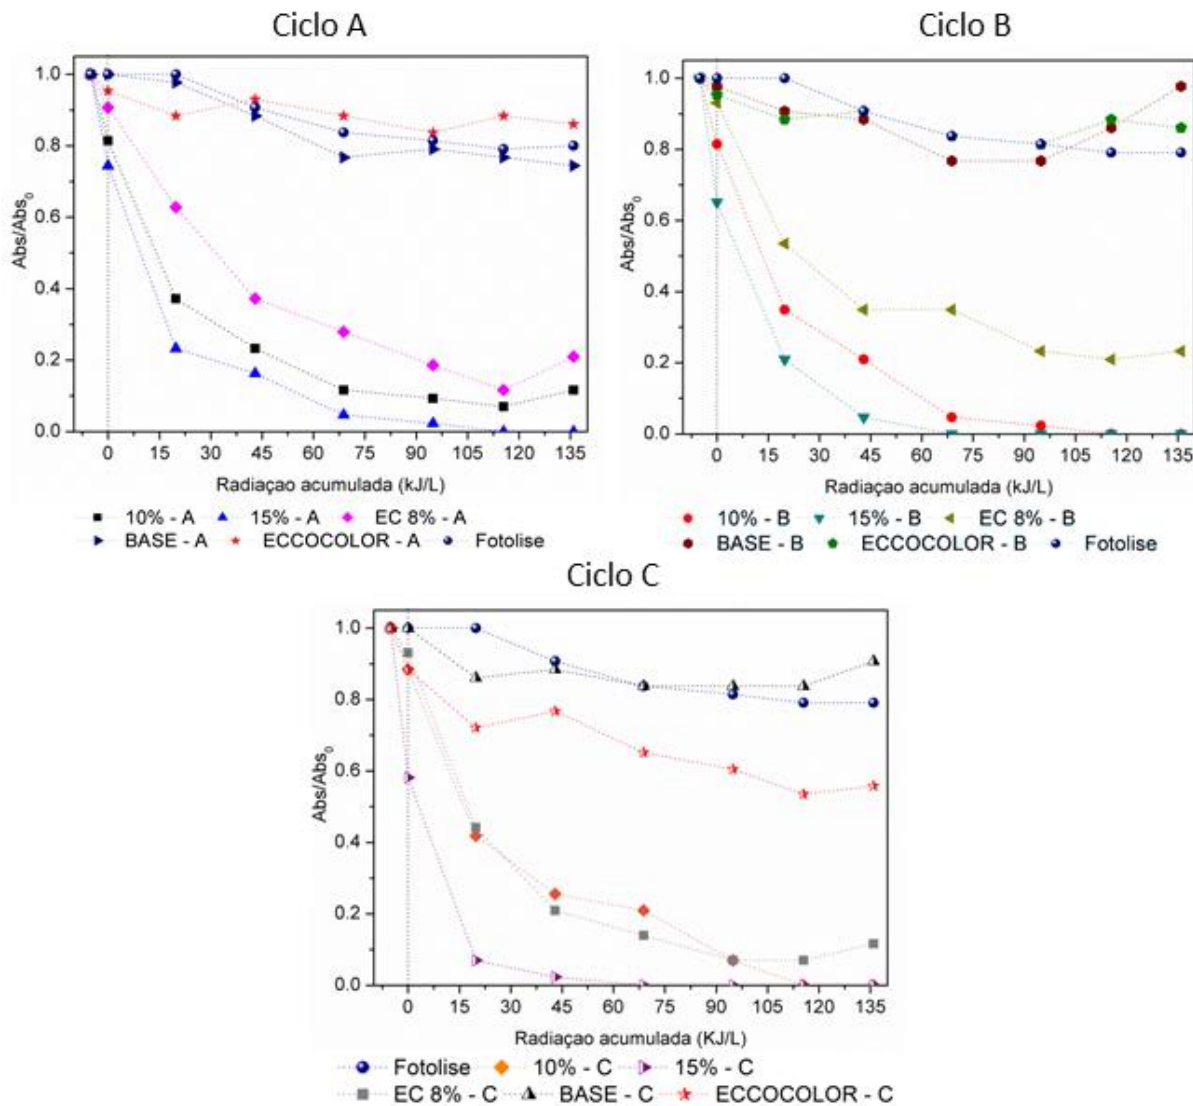 Ciclo A
1.0
0.8
0.6
0.4
0.2
0.0
Abs/Abs0
0 15 30 45 60 75 90 105 120 135
Radiaçao acumulada (kJ/L)
10% - A 15% - A EC 8% - A
BASE - A ECCOCOLOR - A Fotolise
Ciclo B
1.0
0.8
0.6
0.4
0.2
0.0
Abs/Abs0
0 15 30 45 60 75 90 105 120 135
Radiaçao acumulada (kJ/L)
10% - B 15% - B EC 8% - B
BASE - B ECCOCOLOR - B Fotolise
Ciclo C
1.0
0.8
0.6
0.4
0.2
0.0
Abs/Abs0
0 15 30 45 60 75 90 105 120 135
Radiaçao acumulada (KJ/L)
Fotolise 10% - C 15% - C
EC 8% - C BASE - C ECCOCOLOR - C